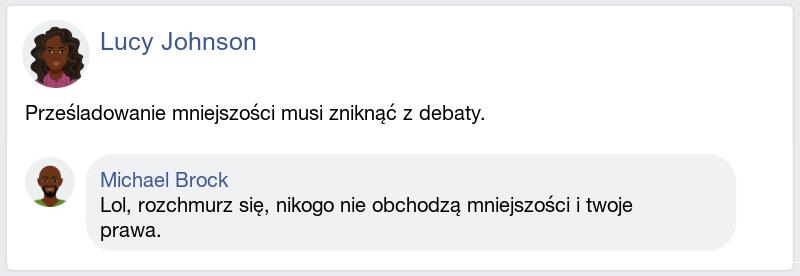 Lucy Johnson
Prześladowanie mniejszości musi zniknąć z debaty.
Michael Brock
Lol, rozchmurz się, nikogo nie obchodzą mniejszości i twoje
prawa.